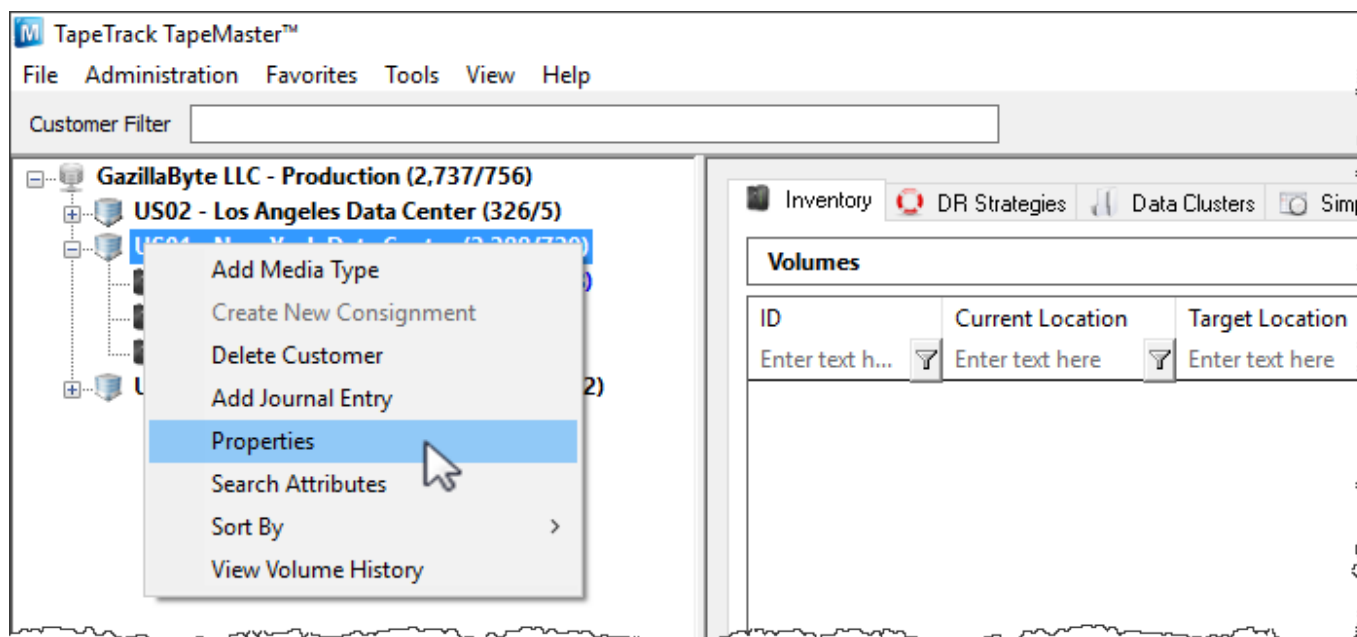 TapeTrack TapeMaster™
File Administration Favorites Tools View Help
Customer Filter
GazillaByte LLC - Production (2,737/756)
US02 - Los Angeles Data Center (326/5)
Add Media Type
Create New Consignment
Delete Customer
Add Journal Entry
Properties
Search Attributes
Sort By
View Volume History
2)
Inventory DR Strategies Data Clusters Simp
Volumes
ID Current Location Target Location
Enter text h... Enter text here Enter text here